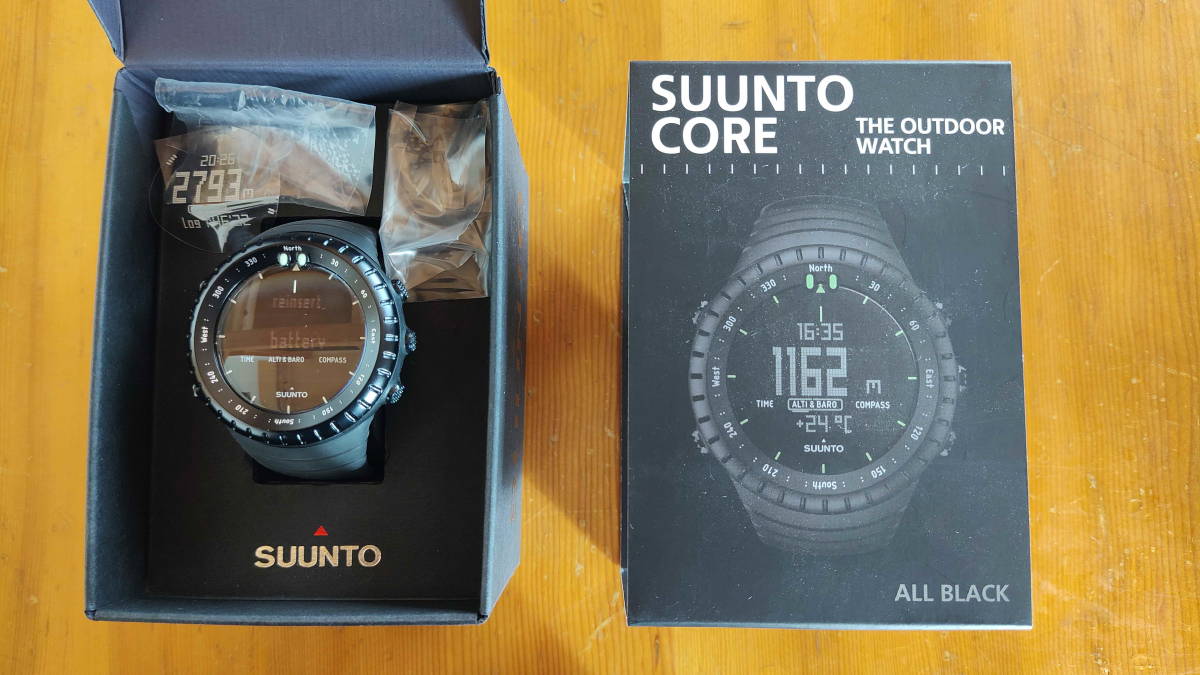 20:26
2793 m
North
30
60
East
120
150
South
210
240
West
300
330
reinsert
battery
TIME ALTI & BARO COMPASS
SUUNTO
SUUNTO
SUUNTO
CORE
THE OUTDOOR
WATCH
North
30
60
East
120
150
South
210
240
West
300
330
16:35
1162 m
TIME ALTI & BARO COMPASS
+24 °C
SUUNTO
ALL BLACK